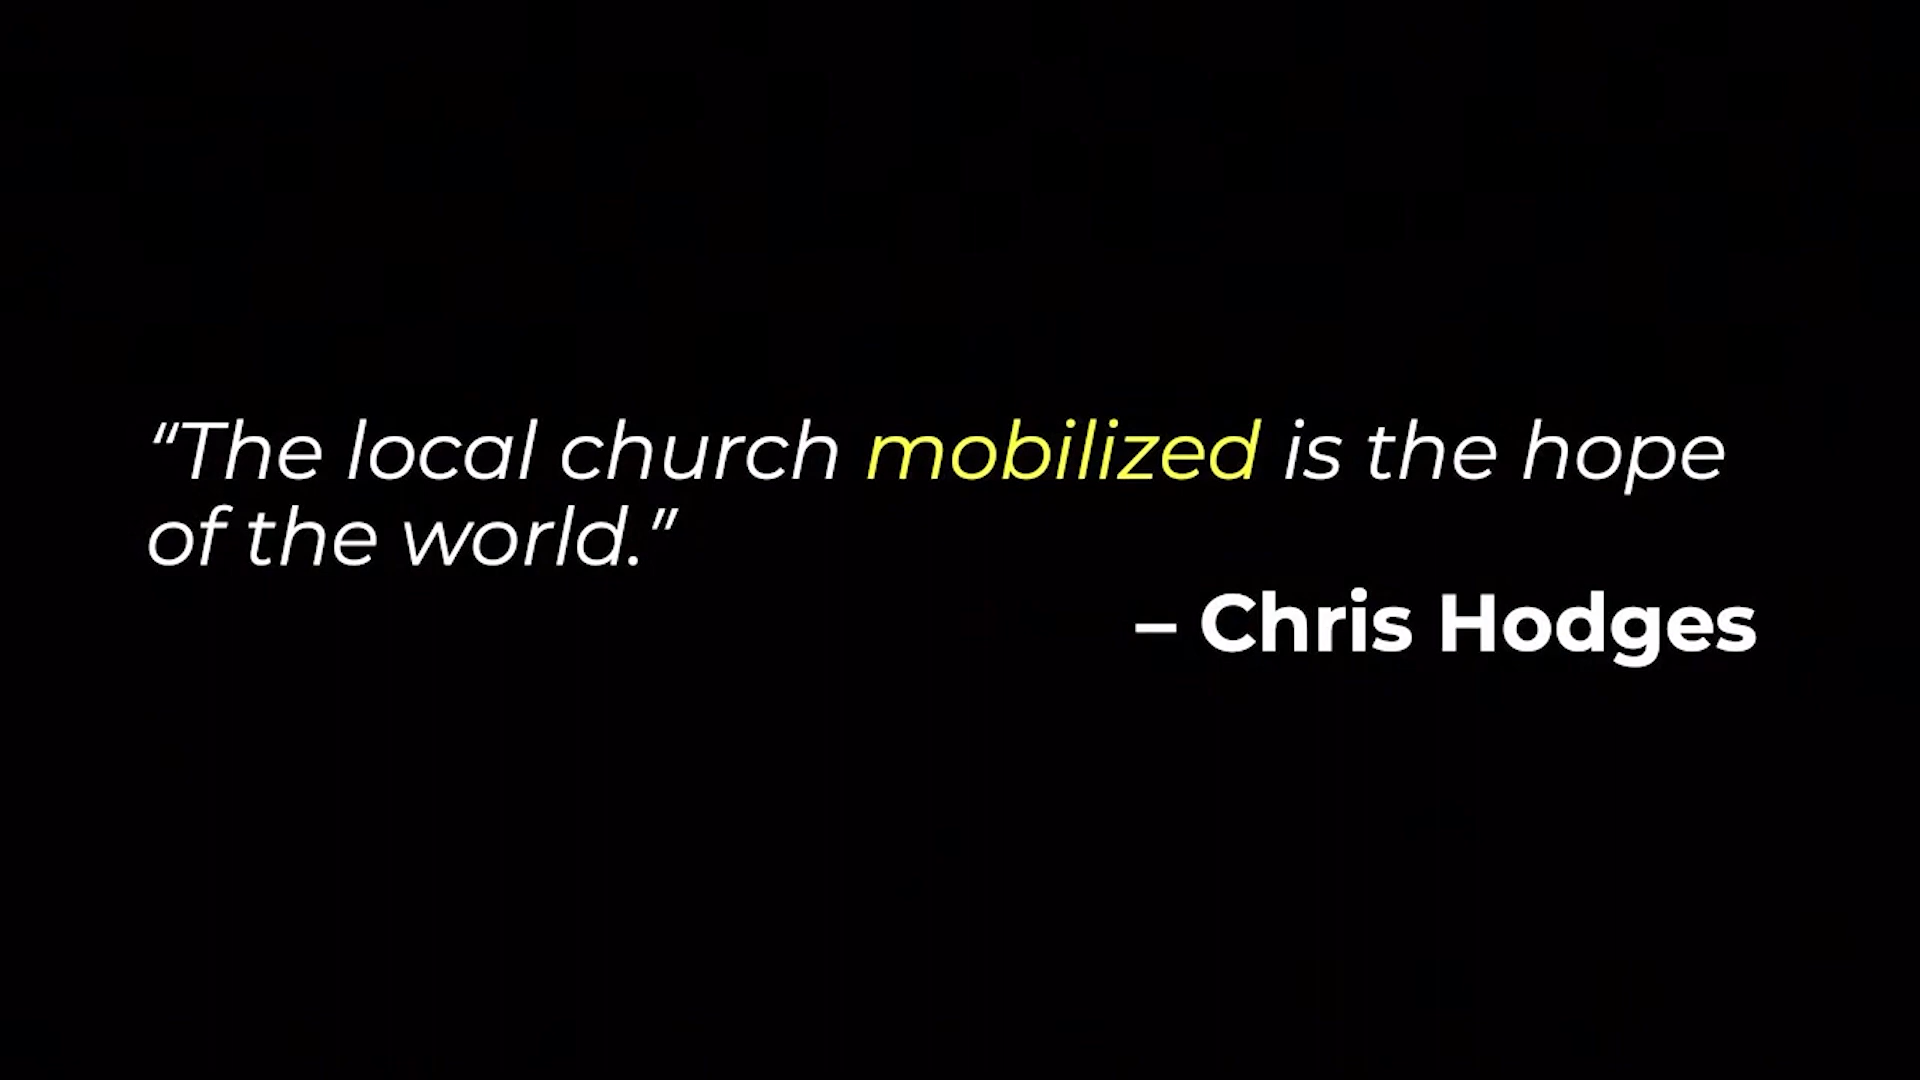 “The local church mobilized is the hope
of the world.”
– Chris Hodges